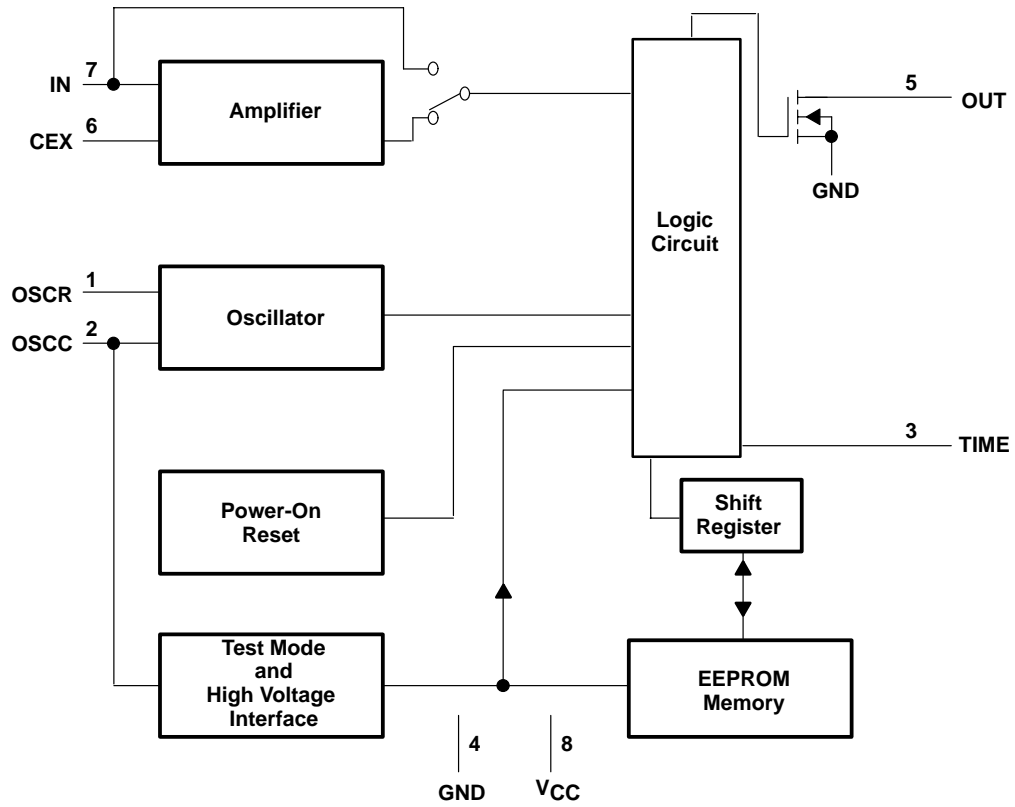 IN
7
CEX
6
Amplifier
5
OUT
GND
Logic
Circuit
OSCR
1
OSCC
2
Oscillator
3
TIME
Power-On
Reset
Shift
Register
Test Mode
and
High Voltage
Interface
EEPROM
Memory
4
GND
8
VCC